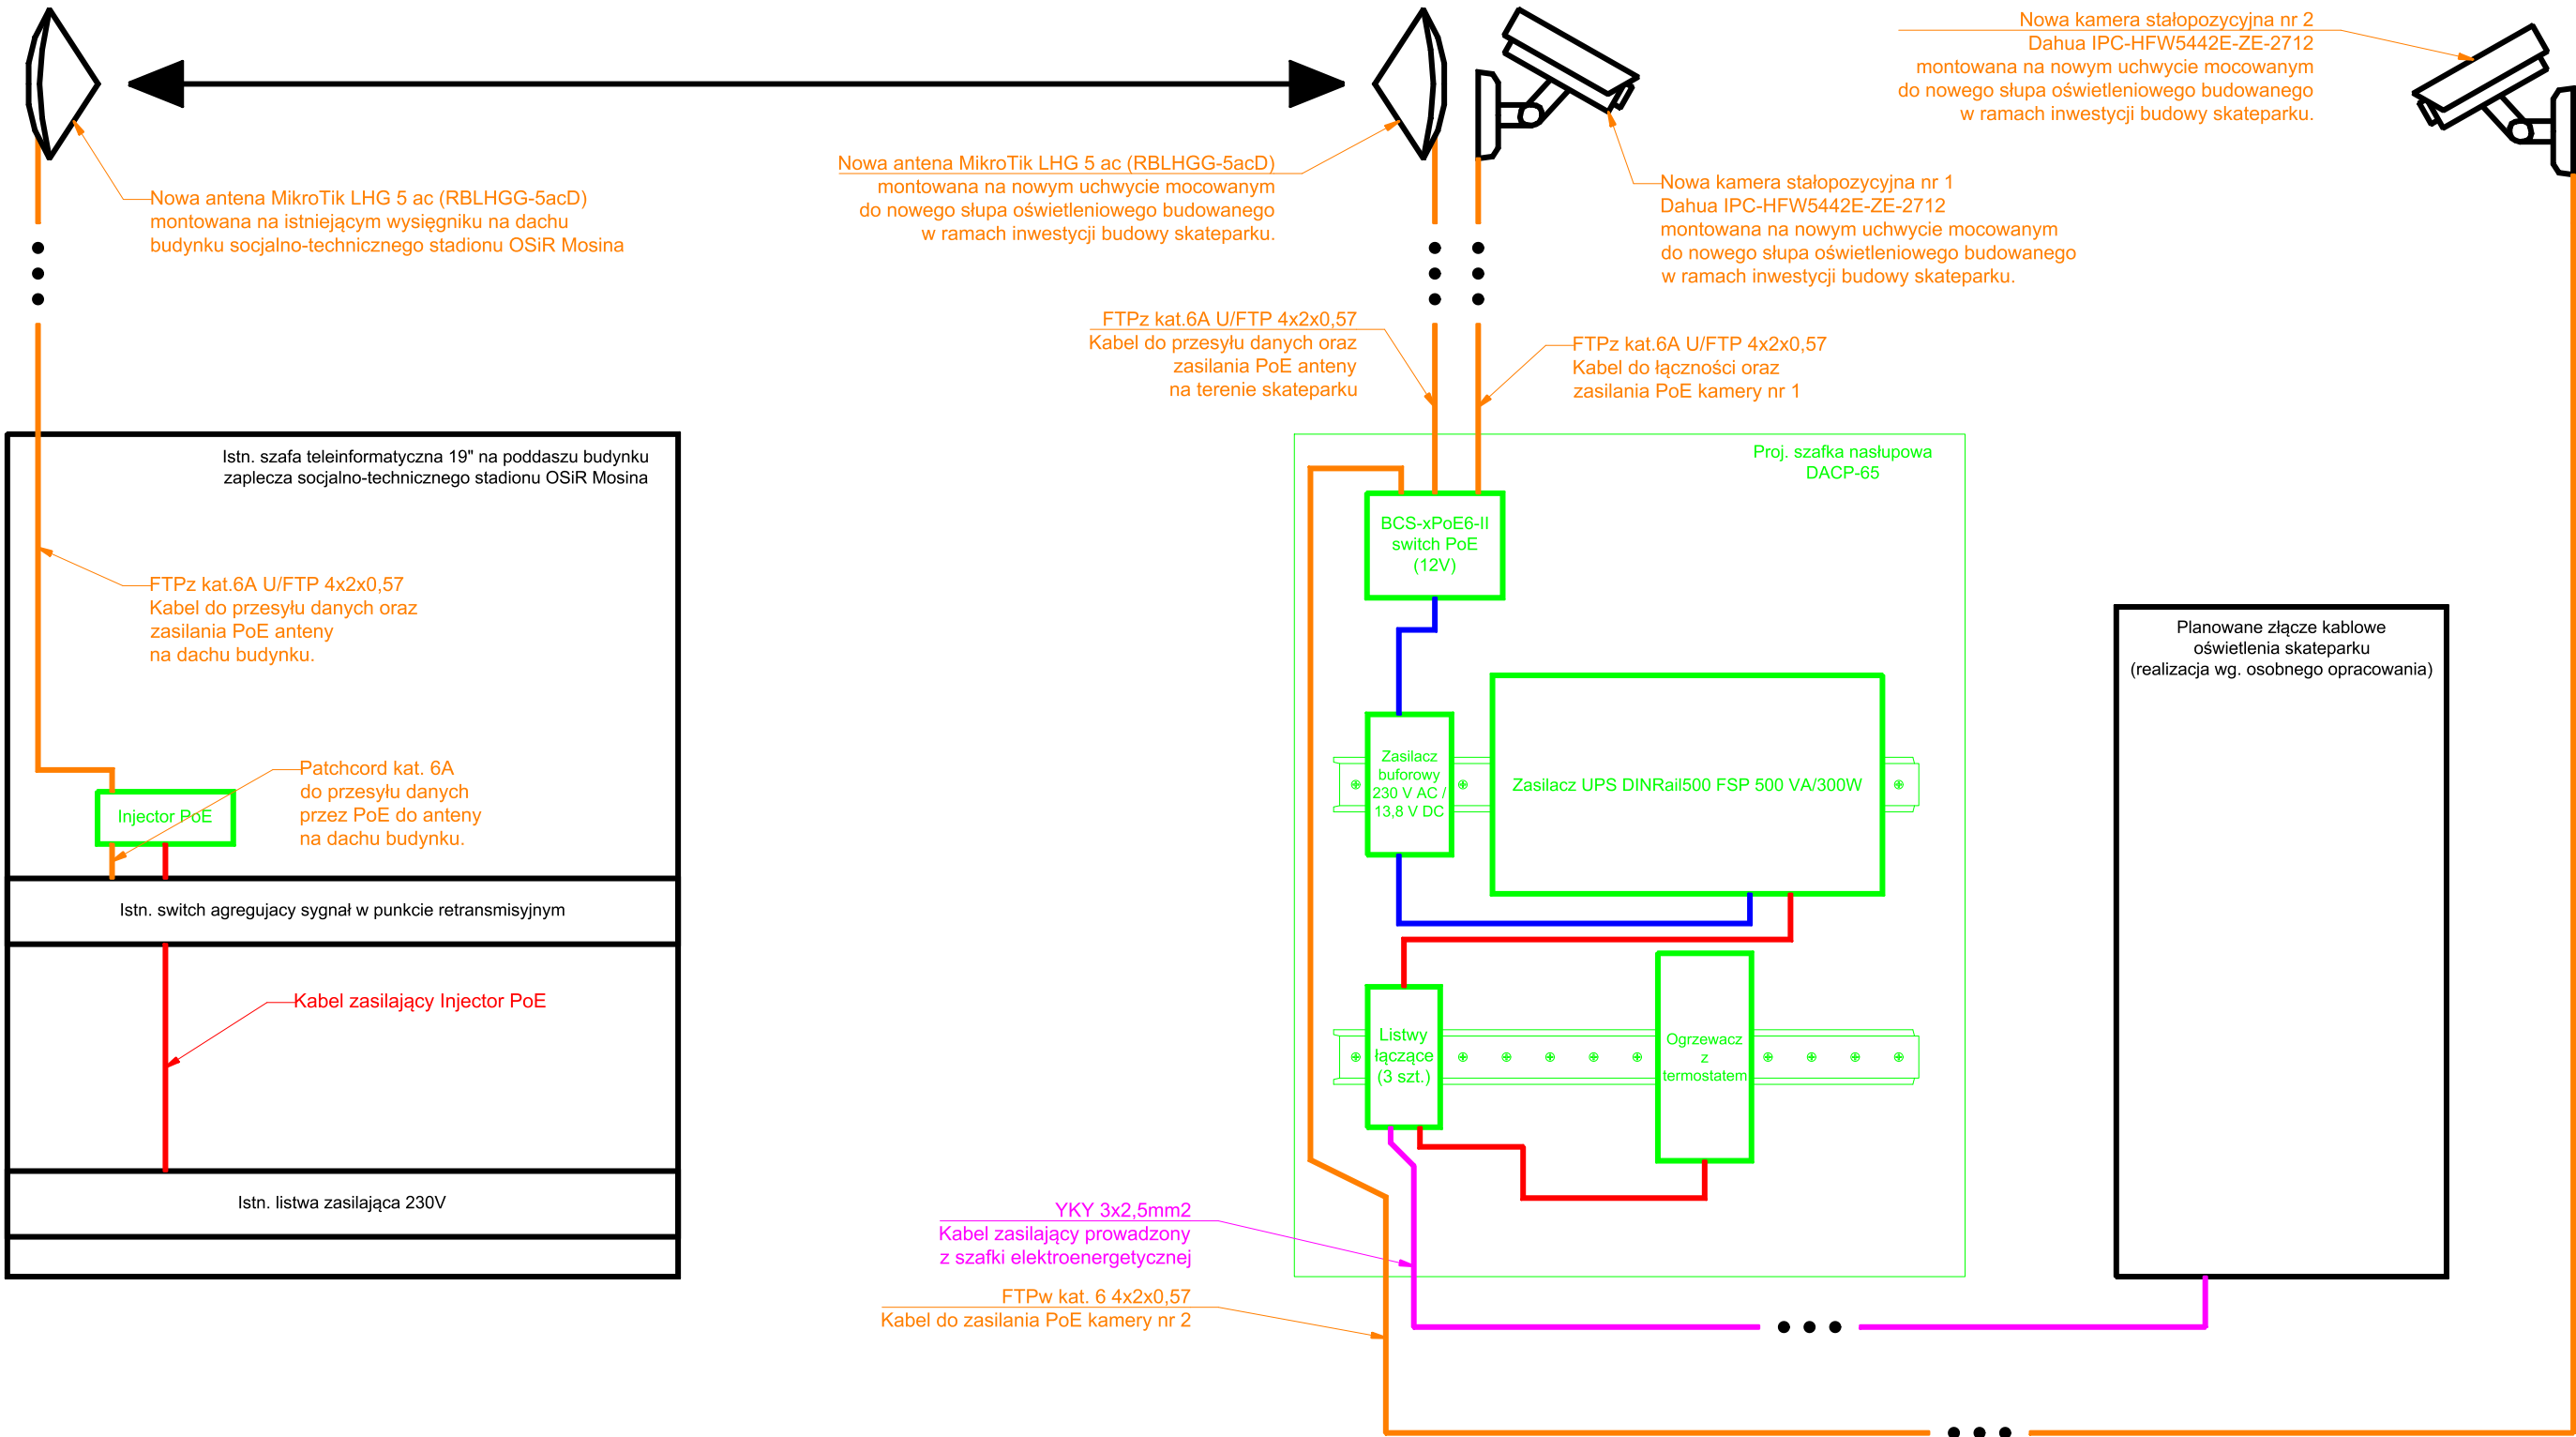 Nowa kamera stałopozycyjna nr 2
Dahua IPC-HFW5442E-ZE-2712
montowana na nowym uchwycie mocowanym
do nowego słupa oświetleniowego budowanego
w ramach inwestycji budowy skateparku.
Nowa antena MikroTik LHG 5 ac (RBLHGG-5acD)
montowana na istniejącym wysięgniku na dachu
budynku socjalno-technicznego stadionu OSiR Mosina
Nowa antena MikroTik LHG 5 ac (RBLHGG-5acD)
montowana na nowym uchwycie mocowanym
do nowego słupa oświetleniowego budowanego
w ramach inwestycji budowy skateparku.
Nowa kamera stałopozycyjna nr 1
Dahua IPC-HFW5442E-ZE-2712
montowana na nowym uchwycie mocowanym
do nowego słupa oświetleniowego budowanego
w ramach inwestycji budowy skateparku.
FTPz kat.6A U/FTP 4x2x0,57
Kabel do przesyłu danych oraz
zasilania PoE anteny
na terenie skateparku
FTPz kat.6A U/FTP 4x2x0,57
Kabel do łączności oraz
zasilania PoE kamery nr 1
Istn. szafa teleinformatyczna 19" na poddaszu budynku
zaplecza socjalno-technicznego stadionu OSiR Mosina
FTPz kat.6A U/FTP 4x2x0,57
Kabel do przesyłu danych oraz
zasilania PoE anteny
na dachu budynku.
Patchcord kat. 6A
do przesyłu danych
przez PoE do anteny
na dachu budynku.
Injector PoE
Istn. switch agregujacy sygnał w punkcie retransmisyjnym
Kabel zasilający Injector PoE
Istn. listwa zasilająca 230V
Proj. szafka nasłupowa
DACP-65
BCS-xPoE6-II
switch PoE
(12V)
Zasilacz
buforowy
230 V AC /
13,8 V DC
Zasilacz UPS DINRail500 FSP 500 VA/300W
Listwy
łączące
(3 szt.)
Ogrzewacz
z
termostatem
Planowane złącze kablowe
oświetlenia skateparku
(realizacja wg. osobnego opracowania)
YKY 3x2,5mm2
Kabel zasilający prowadzony
z szafki elektroenergetycznej
FTPw kat. 6 4x2x0,57
Kabel do zasilania PoE kamery nr 2